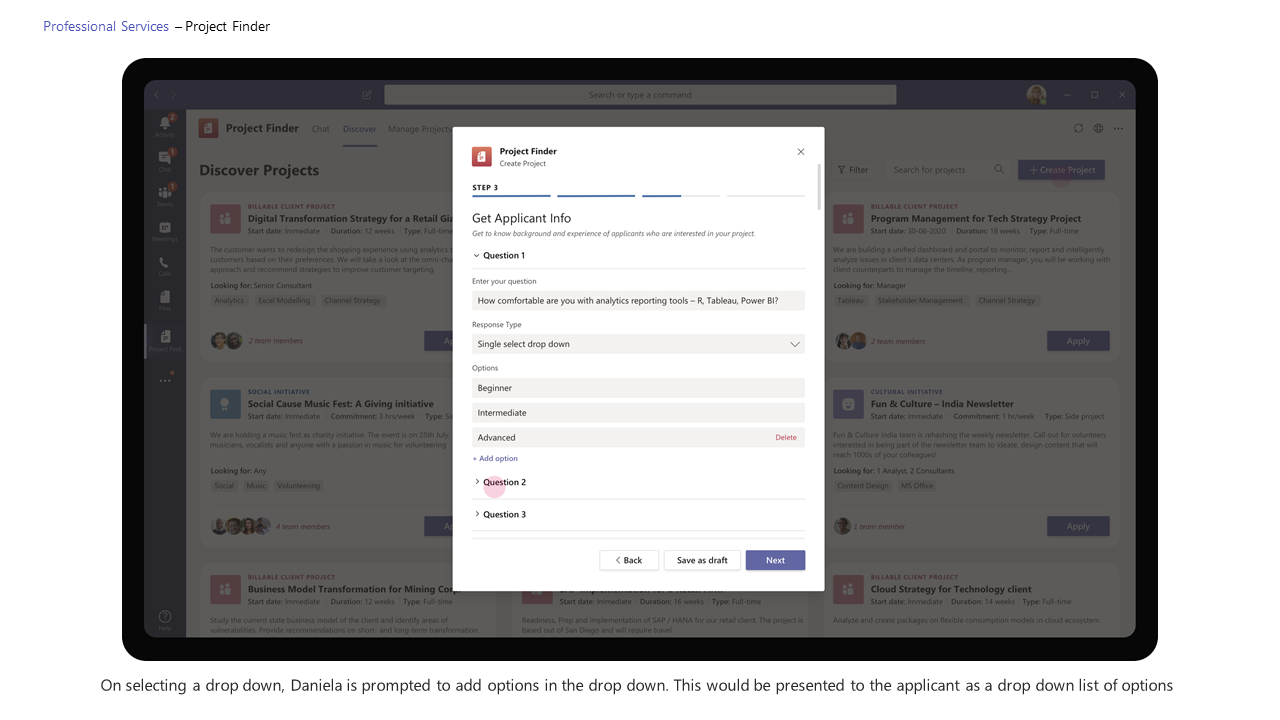 Professional Services – Project Finder
Search or type a command
Activity
2
Chat
1
Teams
1
Meetings
Calls
Files
Project Find
Help
Project Finder
Chat
Discover
Manage Projects
Discover Projects
Filter
Search for projects
+ Create Project
BILLABLE CLIENT PROJECT
Digital Transformation Strategy for a Retail Gia
Start date: Immediate Duration: 12 weeks Type: Full-time
The customer wants to redesign the shopping experience using analytics t
customers based on their preferences. We will take a look at the omni-cha
approach and recommend strategies to improve customer targeting.
Looking for: Senior Consultant
Analytics
Excel Modelling
Channel Strategy
2 team members
Ap
BILLABLE CLIENT PROJECT
Program Management for Tech Strategy Project
Start date: 30-06-2020 Duration: 18 weeks Type: Full-time
We are building a unified dashboard and portal to monitor, report and intelligently
analyze issues in client's data centers. As program manager, you will be working with
client counterparts to manage the timeline, reporting...
Looking for: Manager
Tableau
Stakeholder Management
Channel Strategy
2 team members
Apply
SOCIAL INITIATIVE
Social Cause Music Fest: A Giving initiative
Start date: Immediate Commitment: 3 hrs/week Type: Si
We are holding a music fest as charity initiative. The event is on 25th July.
musicians, vocalists and anyone with a passion in music for volunteering
Looking for: Any
Social
Music
Volunteering
4 team members
Ap
CULTURAL INITIATIVE
Fun & Culture – India Newsletter
Start date: Immediate Commitment: 1 hr/week Type: Side project
Fun & Culture India team is rehashing the weekly newsletter. Call out for volunteers
interested in being part of the newsletter team to ideate, design content that will
reach 1000s of your colleagues!
Looking for: 1 Analyst, 2 Consultants
Content Design
MS Office
1 team member
Apply
BILLABLE CLIENT PROJECT
Business Model Transformation for Mining Corp
Start date: Immediate Duration: 12 weeks Type: Full-time
Study the current state business model of the client and identify areas of
vulnerabilities. Provide recommendations on short- and long-term transformation
Start date: Immediate Duration: 16 weeks Type: Full-time
Readiness, Prep and implementation of SAP / HANA for our retail client. The project is
based out of San Diego and will require travel
BILLABLE CLIENT PROJECT
Cloud Strategy for Technology client
Start date: Immediate Duration: 14 weeks Type: Full-time
Analyze and create packages on flexible consumption models in cloud ecosystem.
Project Finder
Create Project
STEP 3
Get Applicant Info
Get to know background and experience of applicants who are interested in your project.
Question 1
Enter your question
How comfortable are you with analytics reporting tools – R, Tableau, Power BI?
Response Type
Single select drop down
Options
Beginner
Intermediate
Advanced Delete
+ Add option
Question 2
Question 3
Back
Save as draft
Next
On selecting a drop down, Daniela is prompted to add options in the drop down. This would be presented to the applicant as a drop down list of options